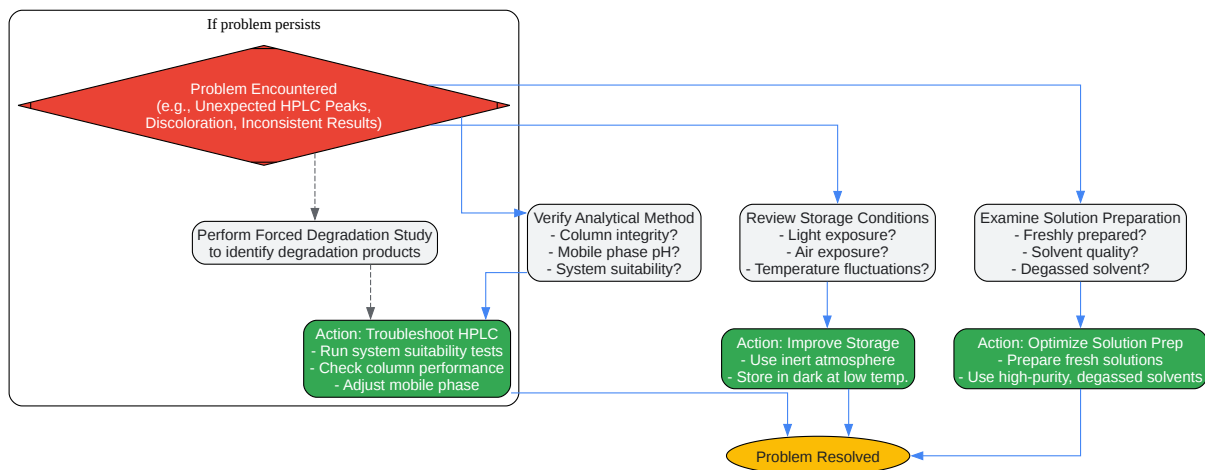 If problem persists
Problem Encountered
(e.g., Unexpected HPLC Peaks,
Discoloration, Inconsistent Results)
Perform Forced Degradation Study
to identify degradation products
Verify Analytical Method
- Column integrity?
- Mobile phase pH?
- System suitability?
Review Storage Conditions
- Light exposure?
- Air exposure?
- Temperature fluctuations?
Examine Solution Preparation
- Freshly prepared?
- Solvent quality?
- Degassed solvent?
Action: Troubleshoot HPLC
- Run system suitability tests
- Check column performance
- Adjust mobile phase
Action: Improve Storage
- Use inert atmosphere
- Store in dark at low temp.
Action: Optimize Solution Prep
- Prepare fresh solutions
- Use high-purity, degassed solvents
Problem Resolved